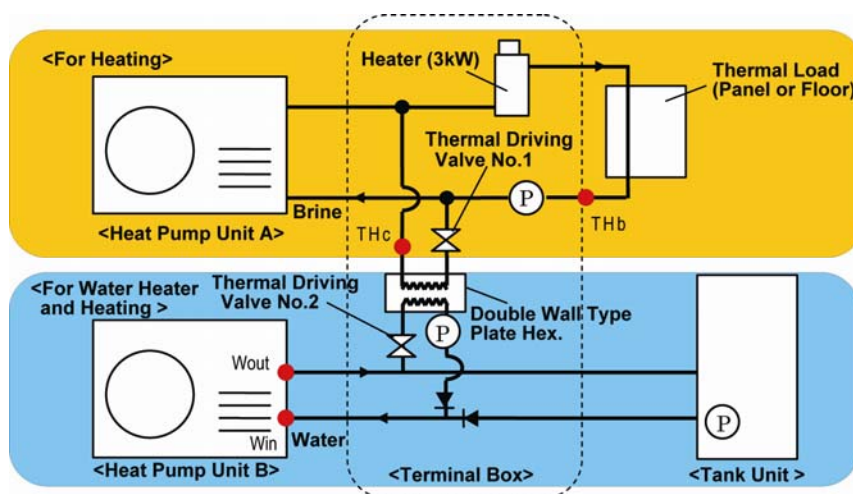 <For Heating>
Heater (3kW)
Thermal Load
(Panel or Floor)
Thermal Driving
Valve No.1
P
Brine
THc
THb
<Heat Pump Unit A>
<For Water Heater
and Heating >
Thermal Driving
Valve No.2
Double Wall Type
Plate Hex.
P
Wout
Win
Water
P
<Heat Pump Unit B>
<Terminal Box>
<Tank Unit >